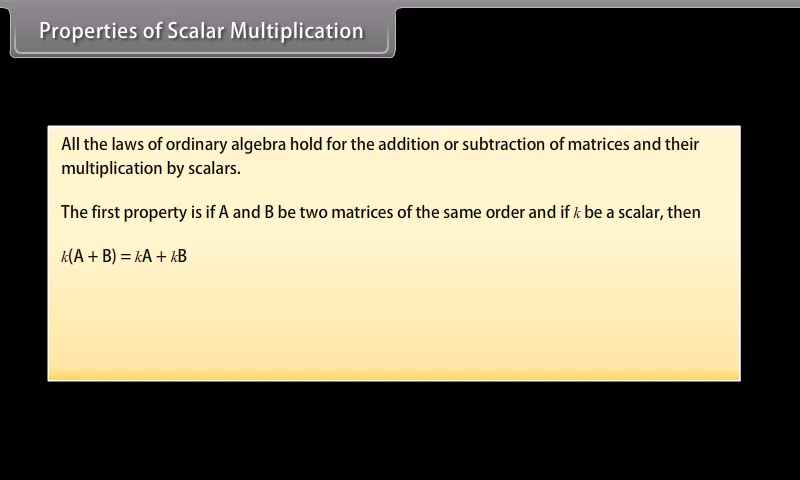 Properties of Scalar Multiplication
All the laws of ordinary algebra hold for the addition or subtraction of matrices and their
multiplication by scalars.
The first property is if A and B be two matrices of the same order and if k be a scalar, then
k(A + B) = kA + kB